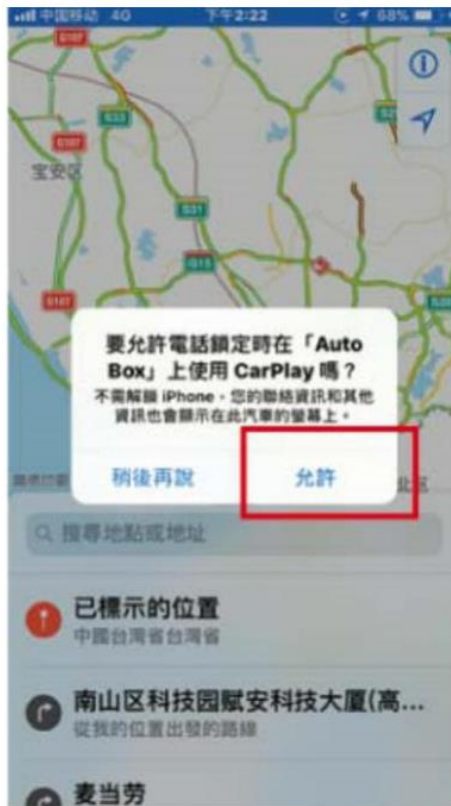 中国移动 4G 下午2:22 68%
S33
宝安区
S31
G15
要允許電話鎖定時在「Auto
Box」上使用 CarPlay 嗎？
不需解鎖 iPhone，您的聯絡資訊和其他
資訊也會顯示在此汽車的螢幕上。
稍後再說 允許
搜尋地點或地址
已標示的位置
中國台灣省台灣省
南山区科技园赋安科技大厦(高...
從我的位置出發的路線
麦当劳